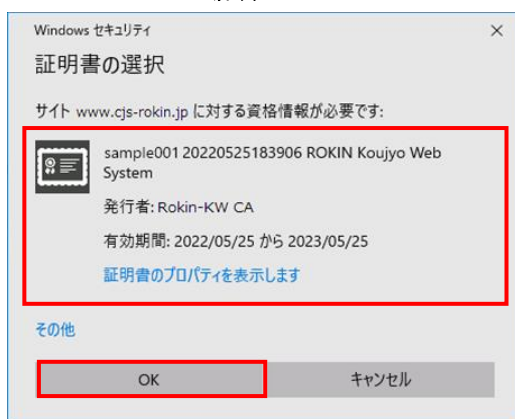 Windows セキュリティ
証明書の選択
サイト www.cjs-rokin.jp に対する資格情報が必要です:
sample001 20220525183906 ROKIN Koujyo Web
System
発行者: Rokin-KW CA
有効期間: 2022/05/25 から 2023/05/25
証明書のプロパティを表示します
その他
OK
キャンセル